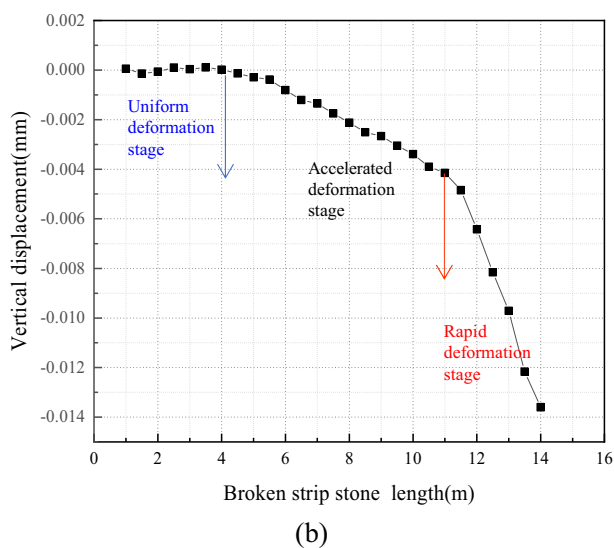 0.002
0.000
-0.002
-0.004
-0.006
-0.008
-0.010
-0.012
-0.014
Vertical displacement(mm)
Uniform
deformation
stage
Accelerated
deformation
stage
Rapid
deformation
stage
0 2 4 6 8 10 12 14 16
Broken strip stone length(m)
(b)